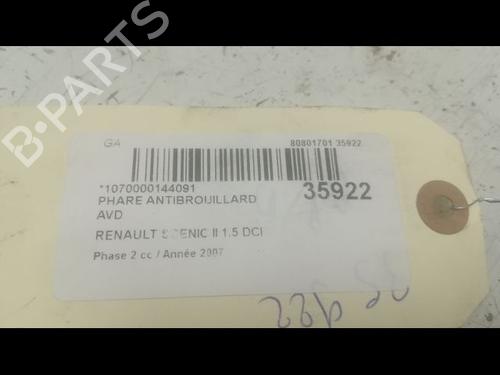 B-PARTS
GA
80801701 35922
*1070000144091
35922
PHARE ANTIBROUILLARD
AVD
RENAULT SCENIC II 1.5 DCI
Phase 2 cc / Année 2007